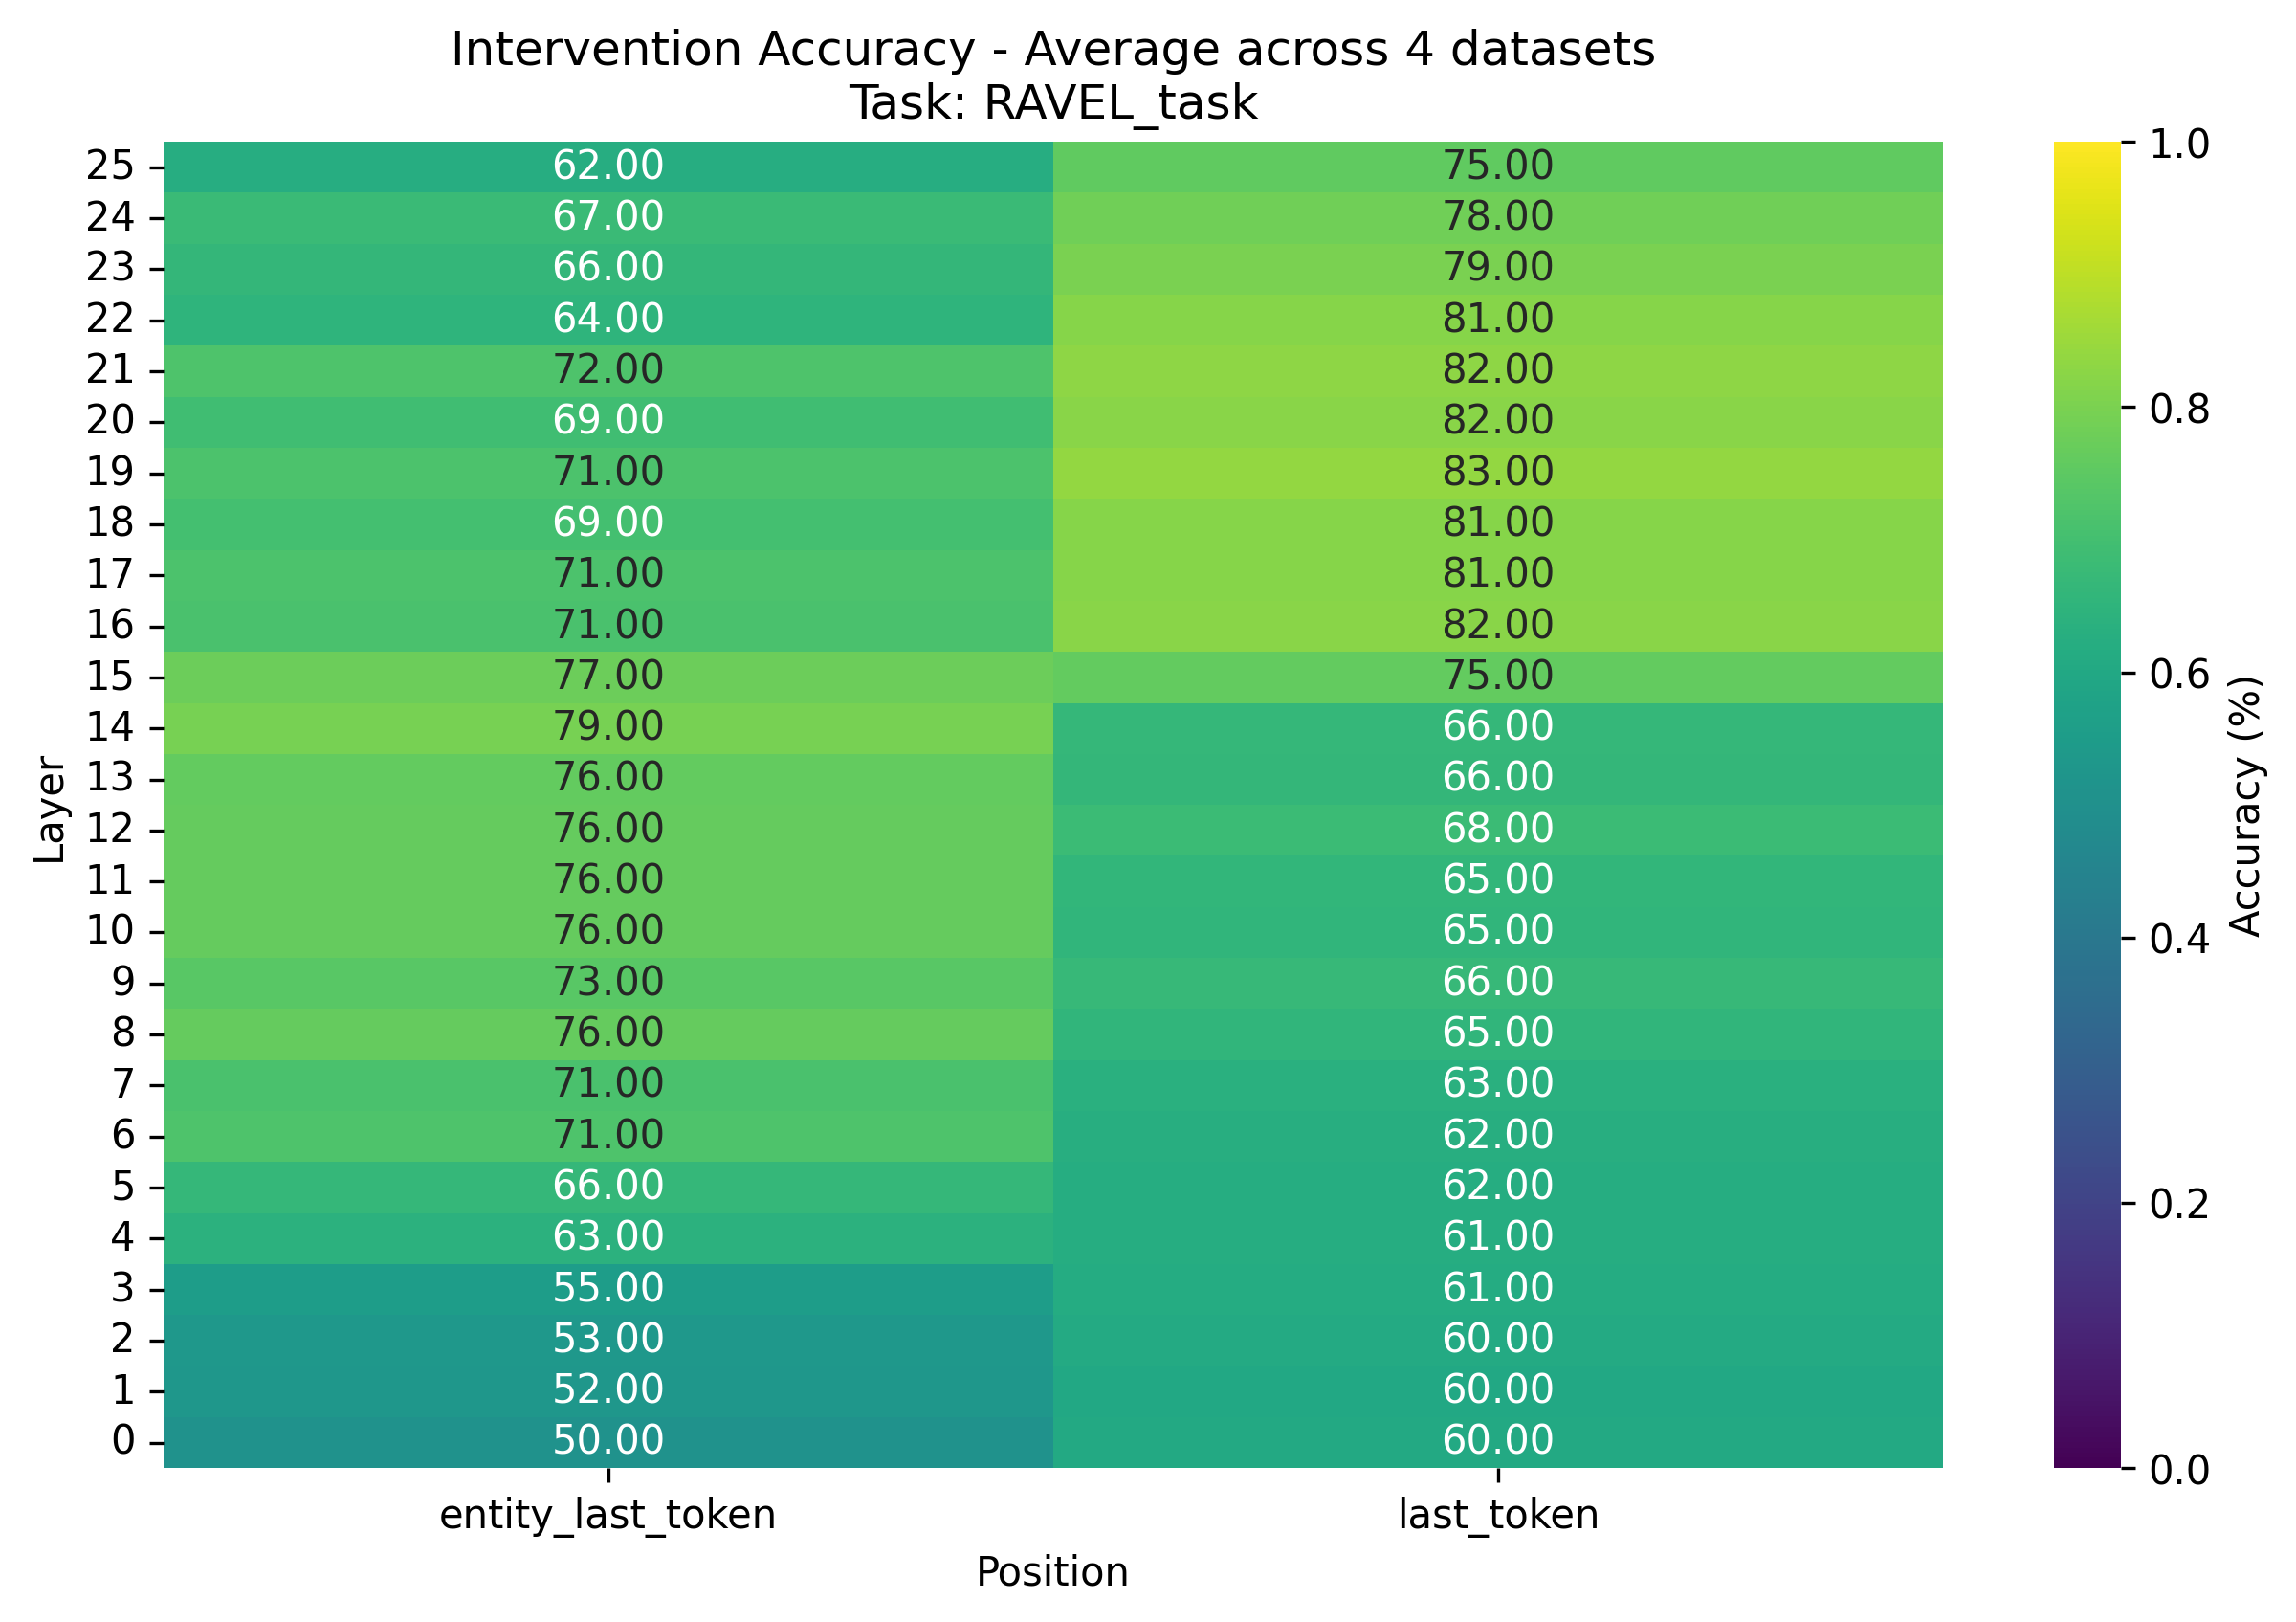 Intervention Accuracy - Average across 4 datasets
Task: RAVEL_task
25 62.00 75.00
24 67.00 78.00
23 66.00 79.00
22 64.00 81.00
21 72.00 82.00
20 69.00 82.00
19 71.00 83.00
18 69.00 81.00
17 71.00 81.00
16 71.00 82.00
15 77.00 75.00
14 79.00 66.00
13 76.00 66.00
12 76.00 68.00
11 76.00 65.00
10 76.00 65.00
9 73.00 66.00
8 76.00 65.00
7 71.00 63.00
6 71.00 62.00
5 66.00 62.00
4 63.00 61.00
3 55.00 61.00
2 53.00 60.00
1 52.00 60.00
0 50.00 60.00
Layer
entity_last_token last_token
Position
1.0
0.8
0.6
0.4
0.2
0.0
Accuracy (%)